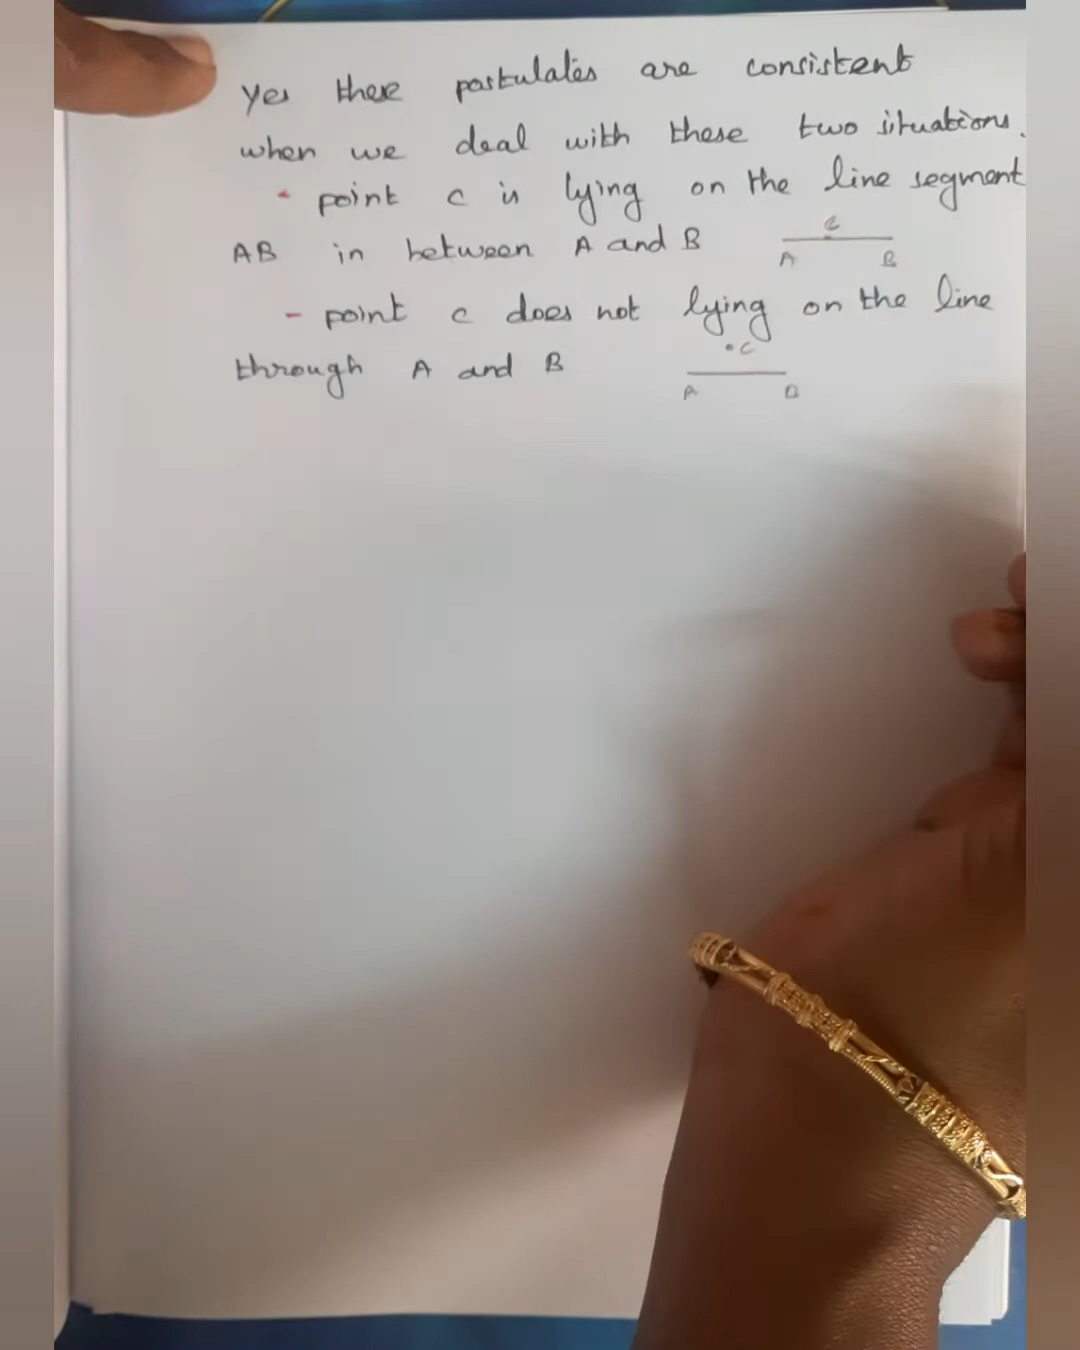 Yes these postulates are consistent
when we deal with these two situations.
- point c is lying on the line segment
AB in between A and B
C
A B
- point c does not lying on the line
through A and B
•C
A B